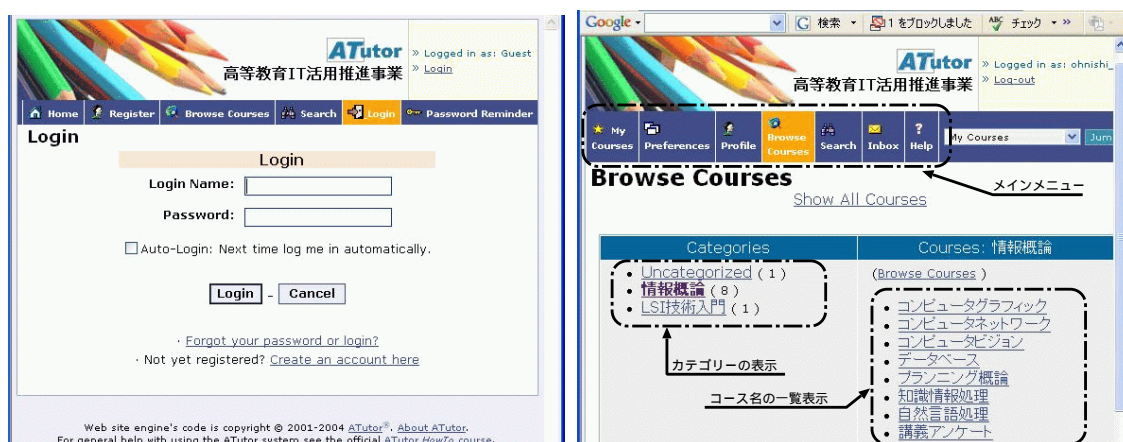 ATutor
高等教育IT活用推進事業
» Logged in as: Guest
» Login
Home Register Browse Courses Search Login Password Reminder
Login
Login
Login Name:
Password:
Auto-Login: Next time log me in automatically.
Login - Cancel
· Forgot your password or login?
· Not yet registered? Create an account here
Web site engine's code is copyright © 2001-2004 ATutor®. About ATutor.
For general help with using the ATutor system see the official ATutor HowTo course.
Google 検索 1 をブロックしました ABC チェック »
ATutor
高等教育IT活用推進事業
» Logged in as: ohnishi_
» Log-out
My Courses Preferences Profile Browse Courses Search Inbox ? Help My Courses Jum
メインメニュー
Browse Courses
Show All Courses
Categories
Uncategorized ( 1 )
情報概論 ( 8 )
LSI技術入門 ( 1 )
カテゴリーの表示
コース名の一覧表示
Courses: 情報概論
(Browse Courses )
コンピュータグラフィック
コンピュータネットワーク
コンピュータビジョン
データベース
プランニング概論
知識情報処理
自然言語処理
講義アンケート